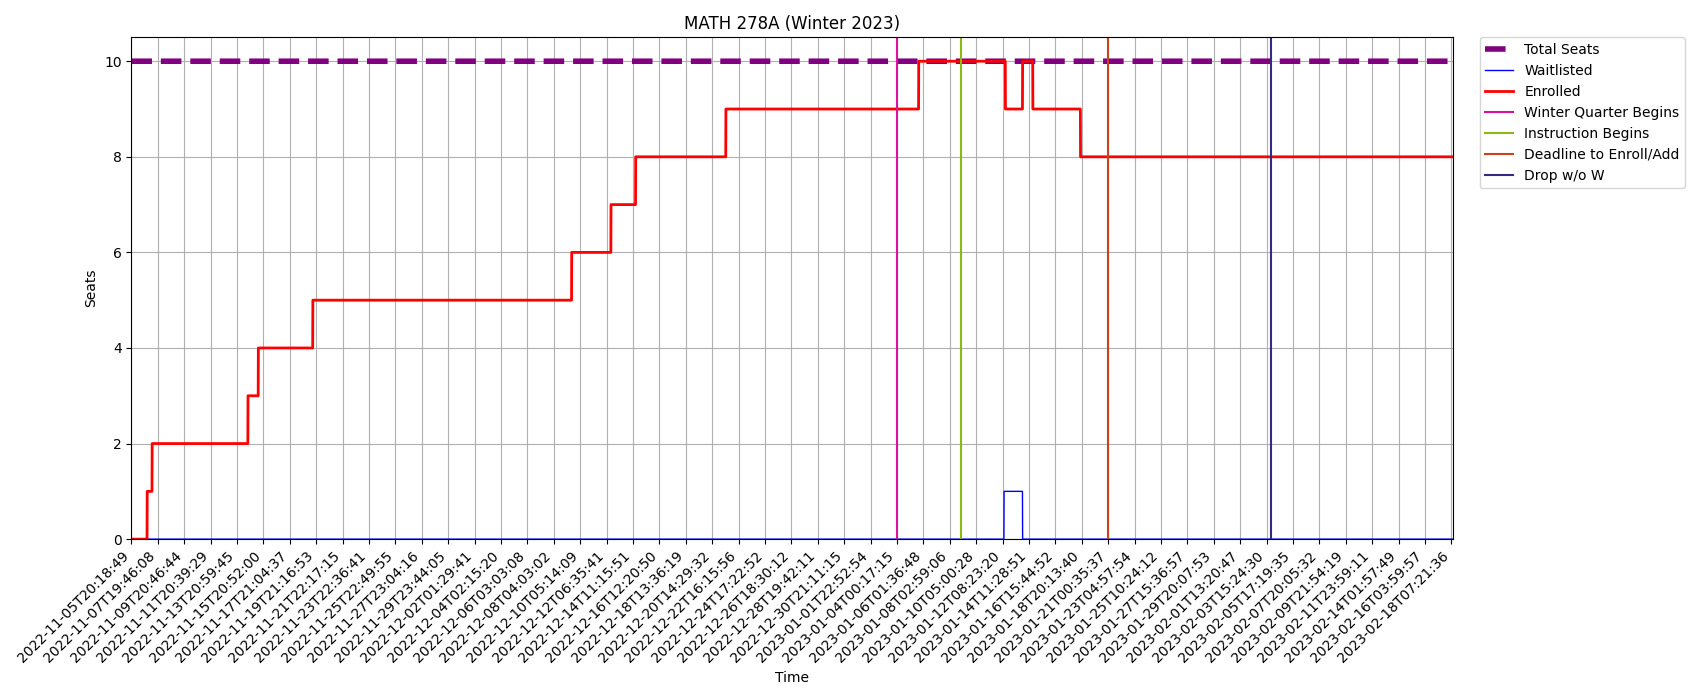 MATH 278A (Winter 2023)
Total Seats
Waitlisted
Enrolled
Winter Quarter Begins
Instruction Begins
Deadline to Enroll/Add
Drop w/o W
Seats
10
8
6
4
2
0
2022-11-05T20:18:49
2022-11-07T19:46:08
2022-11-09T20:46:44
2022-11-11T20:39:29
2022-11-13T20:59:45
2022-11-15T20:52:00
2022-11-17T21:04:37
2022-11-19T21:16:53
2022-11-21T22:17:15
2022-11-23T22:36:41
2022-11-25T22:49:55
2022-11-27T23:04:16
2022-11-29T23:44:05
2022-12-02T01:29:41
2022-12-04T02:15:20
2022-12-06T03:03:08
2022-12-08T04:03:02
2022-12-10T05:14:09
2022-12-12T06:35:41
2022-12-14T11:15:51
2022-12-16T12:20:50
2022-12-18T13:36:19
2022-12-20T14:29:32
2022-12-22T16:15:56
2022-12-24T17:22:52
2022-12-26T18:30:12
2022-12-28T19:42:11
2022-12-30T21:11:15
2023-01-01T22:52:54
2023-01-04T00:17:15
2023-01-06T01:36:48
2023-01-08T02:59:06
2023-01-10T05:00:28
2023-01-12T08:23:20
2023-01-14T11:28:51
2023-01-16T15:44:52
2023-01-18T20:13:40
2023-01-21T00:35:37
2023-01-23T04:57:54
2023-01-25T10:24:12
2023-01-27T15:36:57
2023-01-29T20:07:53
2023-02-01T13:20:47
2023-02-03T15:24:30
2023-02-05T17:19:35
2023-02-07T20:05:32
2023-02-09T21:54:19
2023-02-11T23:59:11
2023-02-14T01:57:49
2023-02-16T03:59:57
2023-02-18T07:21:36
Time